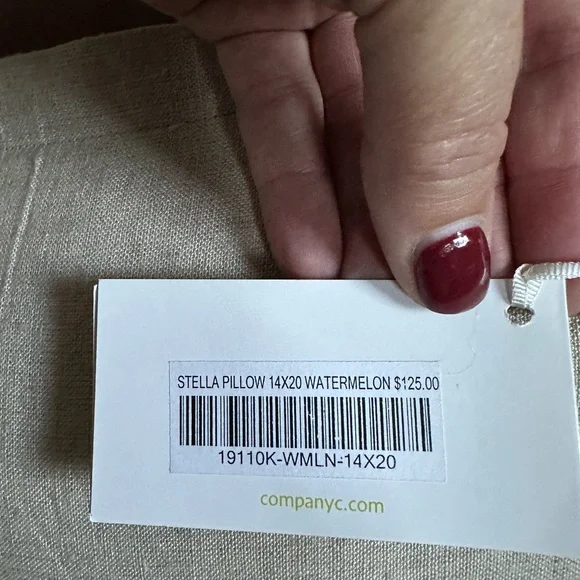 STELLA PILLOW 14X20 WATERMELON $125.00
19110K-WMLN-14X20
companyc.com